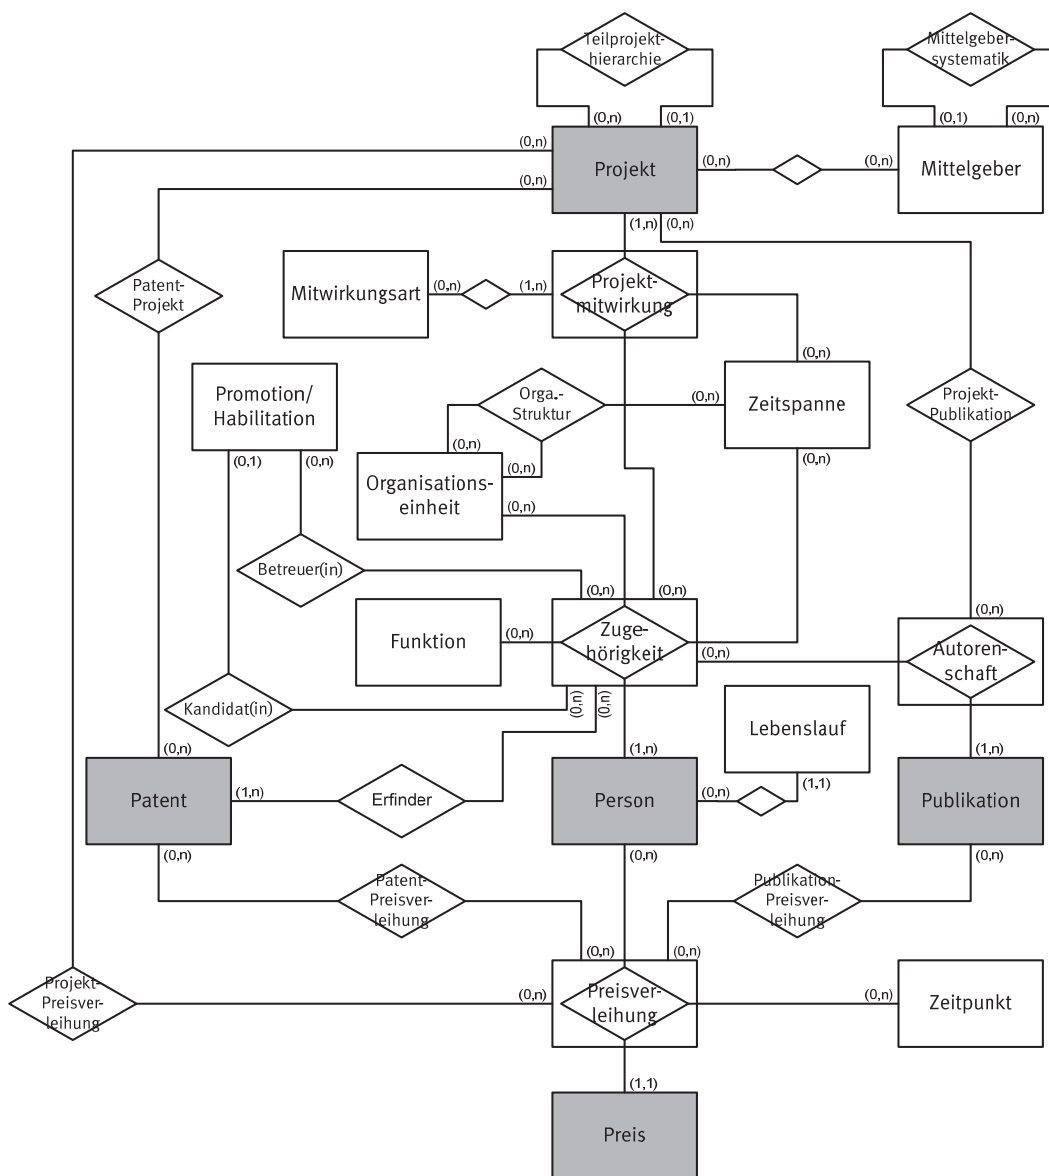 Teilprojekt-
hierarchie
Mittelgeber-
systematik
(0,n)
(0,1)
(0,1)
(0,n)
(0,n)
Projekt
(0,n)
(0,n)
Mittelgeber
(0,n)
(1,n)
(0,n)
Patent-
Projekt
Mitwirkungsart
(0,n)
(1,n)
Projekt-
mitwirkung
(0,n)
Promotion/
Habilitation
Orga.-
Struktur
(0,n)
Zeitspanne
Projekt-
Publikation
(0,1)
(0,n)
(0,n)
(0,n)
(0,n)
Organisations-
einheit
(0,n)
Betreuer(in)
(0,n)
(0,n)
(0,n)
Funktion
(0,n)
Zuge-
hörigkeit
(0,n)
Autoren-
schaft
Kandidat(in)
(0,n)
(0,n)
Lebenslauf
(0,n)
(1,n)
(1,n)
Patent
(1,n)
Erfinder
Person
(0,n)
(1,1)
Publikation
(0,n)
(0,n)
(0,n)
Patent-
Preisver-
leihung
Publikation-
Preisver-
leihung
(0,n)
(0,n)
Projekt-
Preisver-
leihung
(0,n)
Preisver-
leihung
(0,n)
Zeitpunkt
(1,1)
Preis